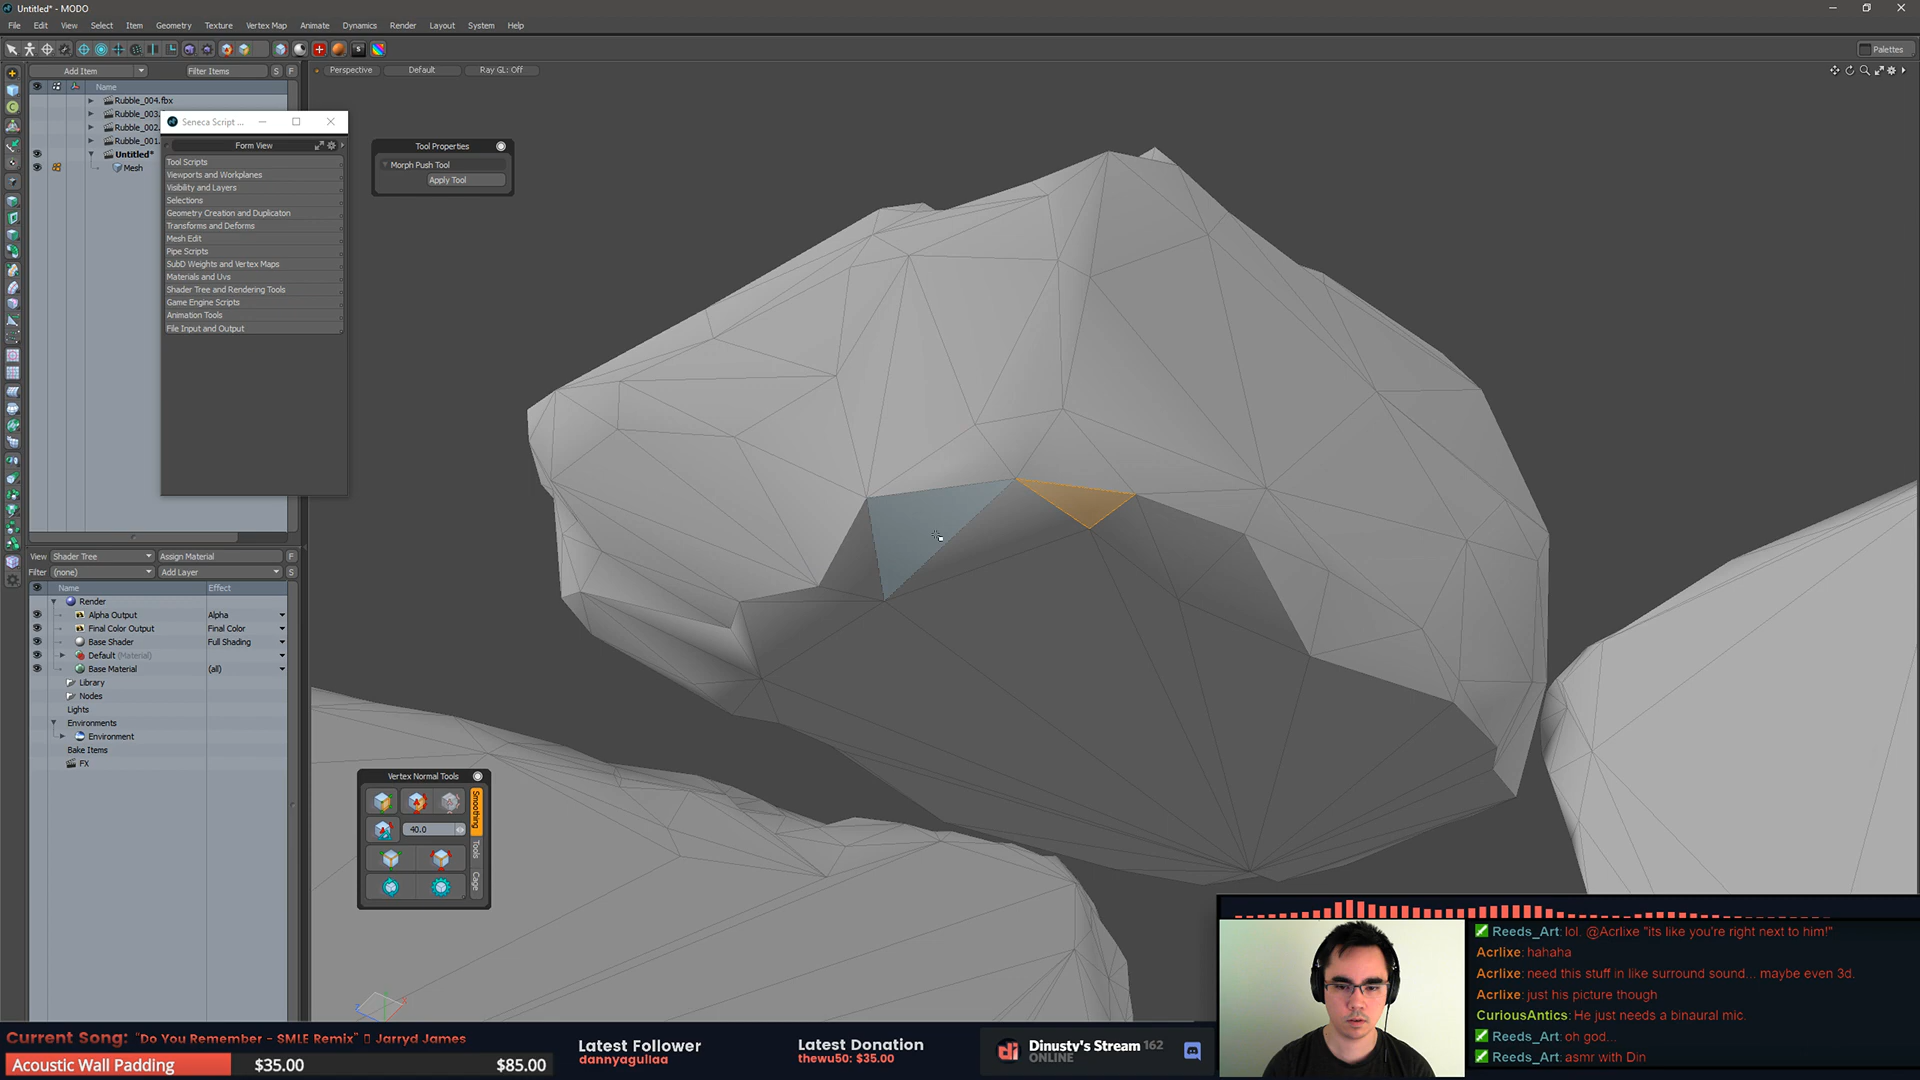 Untitled* - MODO
File Edit View Select Item Geometry Texture Vertex Map Animate Dynamics Render Layout System Help
Palettes
Add Item Filter Items S F
Perspective Default Ray GL: Off
Name
Rubble_004.fbx
Rubble_003.
Rubble_002.
Rubble_001.
Untitled*
Mesh
Seneca Script ...
Form View
Tool Scripts
Viewports and Workplanes
Visibility and Layers
Selections
Geometry Creation and Duplicaton
Transforms and Deforms
Mesh Edit
Pipe Scripts
SubD Weights and Vertex Maps
Materials and Uvs
Shader Tree and Rendering Tools
Game Engine Scripts
Animation Tools
File Input and Output
Tool Properties
Morph Push Tool
Apply Tool
View Shader Tree Assign Material F
Filter (none) Add Layer S
Name Effect
Render
Alpha Output Alpha
Final Color Output Final Color
Base Shader Full Shading
Default (Material)
Base Material (all)
Library
Nodes
Lights
Environments
Environment
Bake Items
FX
Vertex Normal Tools
40.0
Smoothing
Tools
Cage
Reeds_Art: lol. @Acrlixe "its like you're right next to him!"
Acrlixe: hahaha
Acrlixe: need this stuff in like surround sound... maybe even 3d.
Acrlixe: just his picture though
CuriousAntics: He just needs a binaural mic.
Reeds_Art: oh god...
Reeds_Art: asmr with Din
Current Song: "Do You Remember - SMLE Remix" Jarryd James
Acoustic Wall Padding $35.00 $85.00
Latest Follower
dannyaguliaa
Latest Donation
thewu50: $35.00
Dinusty's Stream 162
ONLINE